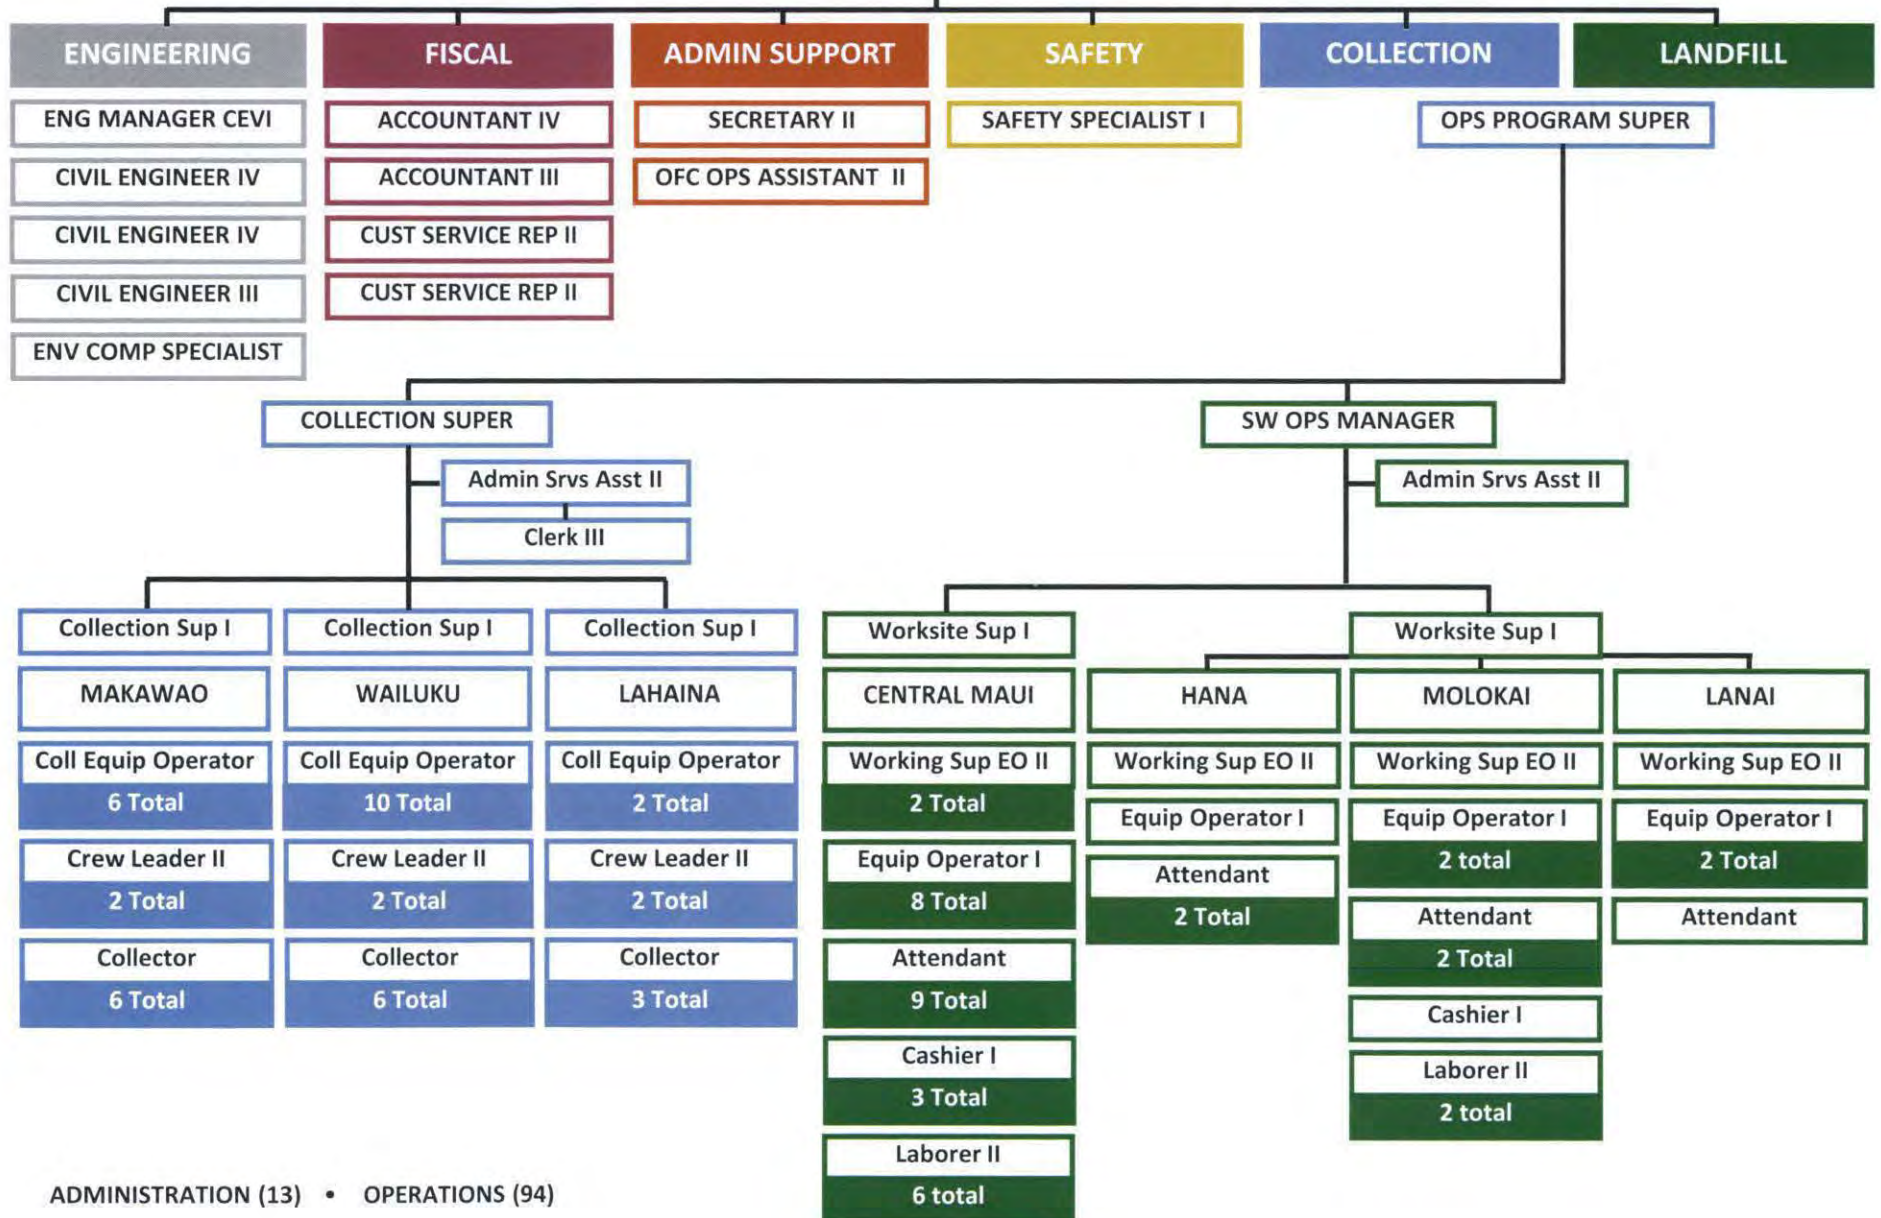 ENGINEERING
FISCAL
ADMIN SUPPORT
SAFETY
COLLECTION
LANDFILL
ENG MANAGER CEVI
ACCOUNTANT IV
SECRETARY II
SAFETY SPECIALIST I
OPS PROGRAM SUPER
CIVIL ENGINEER IV
ACCOUNTANT III
OFC OPS ASSISTANT II
CIVIL ENGINEER IV
CUST SERVICE REP II
CIVIL ENGINEER III
CUST SERVICE REP II
ENV COMP SPECIALIST
COLLECTION SUPER
SW OPS MANAGER
Admin Srvs Asst II
Clerk III
Admin Srvs Asst II
Collection Sup I
MAKAWAO
Coll Equip Operator
6 Total
Crew Leader II
2 Total
Collector
6 Total
Collection Sup I
WAILUKU
Coll Equip Operator
10 Total
Crew Leader II
2 Total
Collector
6 Total
Collection Sup I
LAHAINA
Coll Equip Operator
2 Total
Crew Leader II
2 Total
Collector
3 Total
Worksite Sup I
CENTRAL MAUI
Working Sup EO II
2 Total
Equip Operator I
8 Total
Attendant
9 Total
Cashier I
3 Total
Laborer II
6 total
Worksite Sup I
HANA
Working Sup EO II
Equip Operator I
Attendant
2 Total
MOLOKAI
Working Sup EO II
Equip Operator I
2 total
Attendant
2 Total
Cashier I
Laborer II
2 total
LANAI
Working Sup EO II
Equip Operator I
2 Total
Attendant
ADMINISTRATION (13) • OPERATIONS (94)